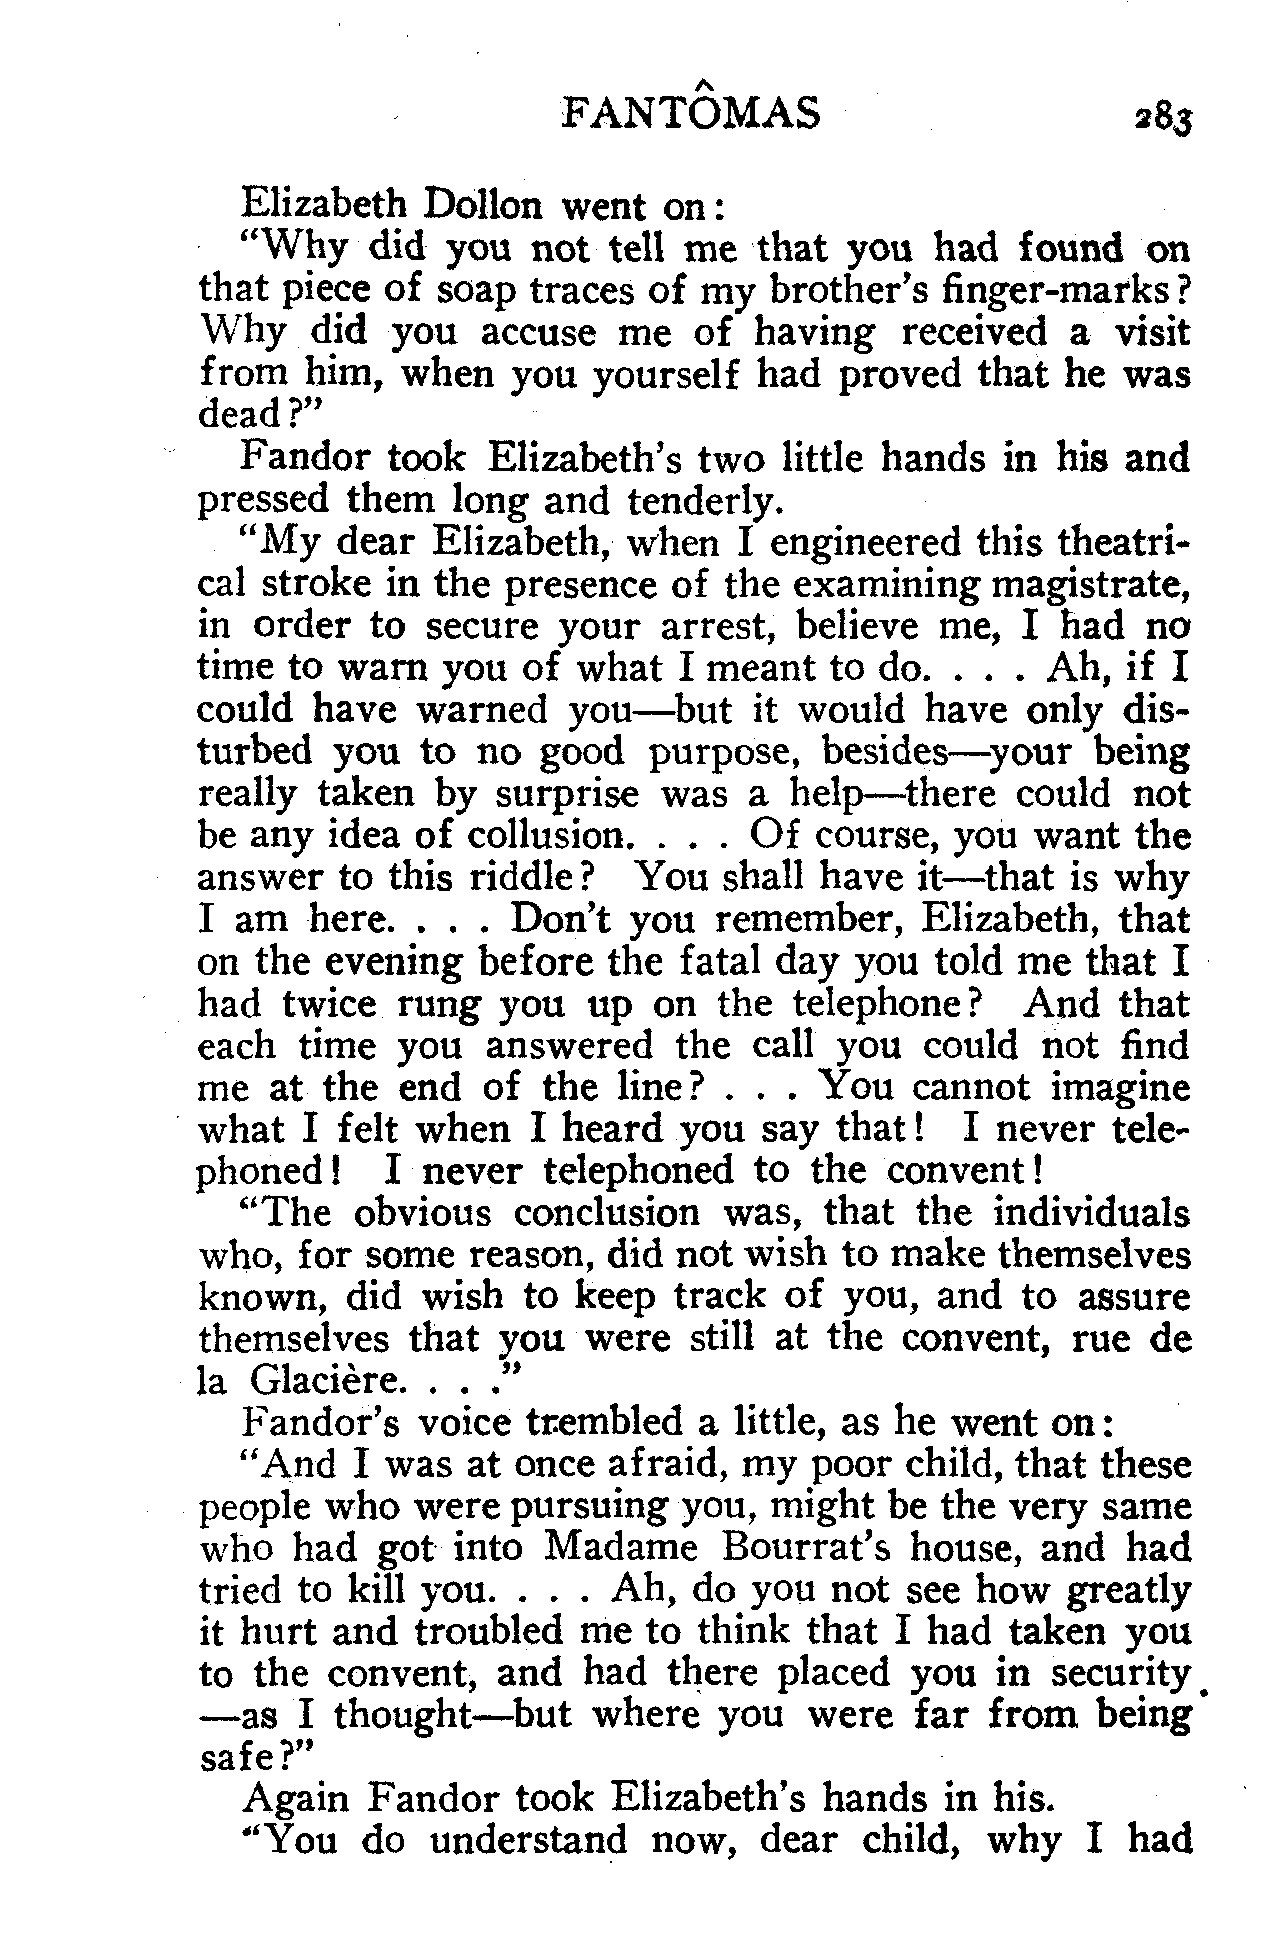 FANTÔMAS 283
Elizabeth Dollon went on:
"Why did you not tell me that you had found on
that piece of soap traces of my brother's finger-marks?
Why did you accuse me of having received a visit
from him, when you yourself had proved that he was
dead?"
Fandor took Elizabeth's two little hands in his and
pressed them long and tenderly.
"My dear Elizabeth, when I engineered this theatri-
cal stroke in the presence of the examining magistrate,
in order to secure your arrest, believe me, I had no
time to warn you of what I meant to do. . . . Ah, if I
could have warned you—but it would have only dis-
turbed you to no good purpose, besides—your being
really taken by surprise was a help—there could not
be any idea of collusion. . . . Of course, you want the
answer to this riddle? You shall have it—that is why
I am here. . . . Don't you remember, Elizabeth, that
on the evening before the fatal day you told me that I
had twice rung you up on the telephone? And that
each time you answered the call you could not find
me at the end of the line? . . . You cannot imagine
what I felt when I heard you say that! I never tele-
phoned! I never telephoned to the convent!
"The obvious conclusion was, that the individuals
who, for some reason, did not wish to make themselves
known, did wish to keep track of you, and to assure
themselves that you were still at the convent, rue de
la Glacière. . . ."
Fandor's voice trembled a little, as he went on:
"And I was at once afraid, my poor child, that these
people who were pursuing you, might be the very same
who had got into Madame Bourrat's house, and had
tried to kill you. . . . Ah, do you not see how greatly
it hurt and troubled me to think that I had taken you
to the convent, and had there placed you in security
—as I thought—but where you were far from being
safe?"
Again Fandor took Elizabeth's hands in his.
"You do understand now, dear child, why I had